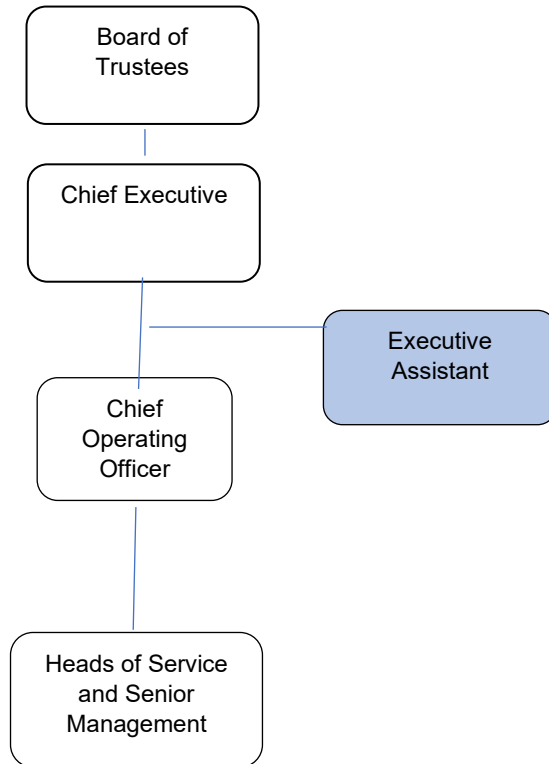 Board of
Trustees
Chief Executive
Executive
Assistant
Chief
Operating
Officer
Heads of Service
and Senior
Management